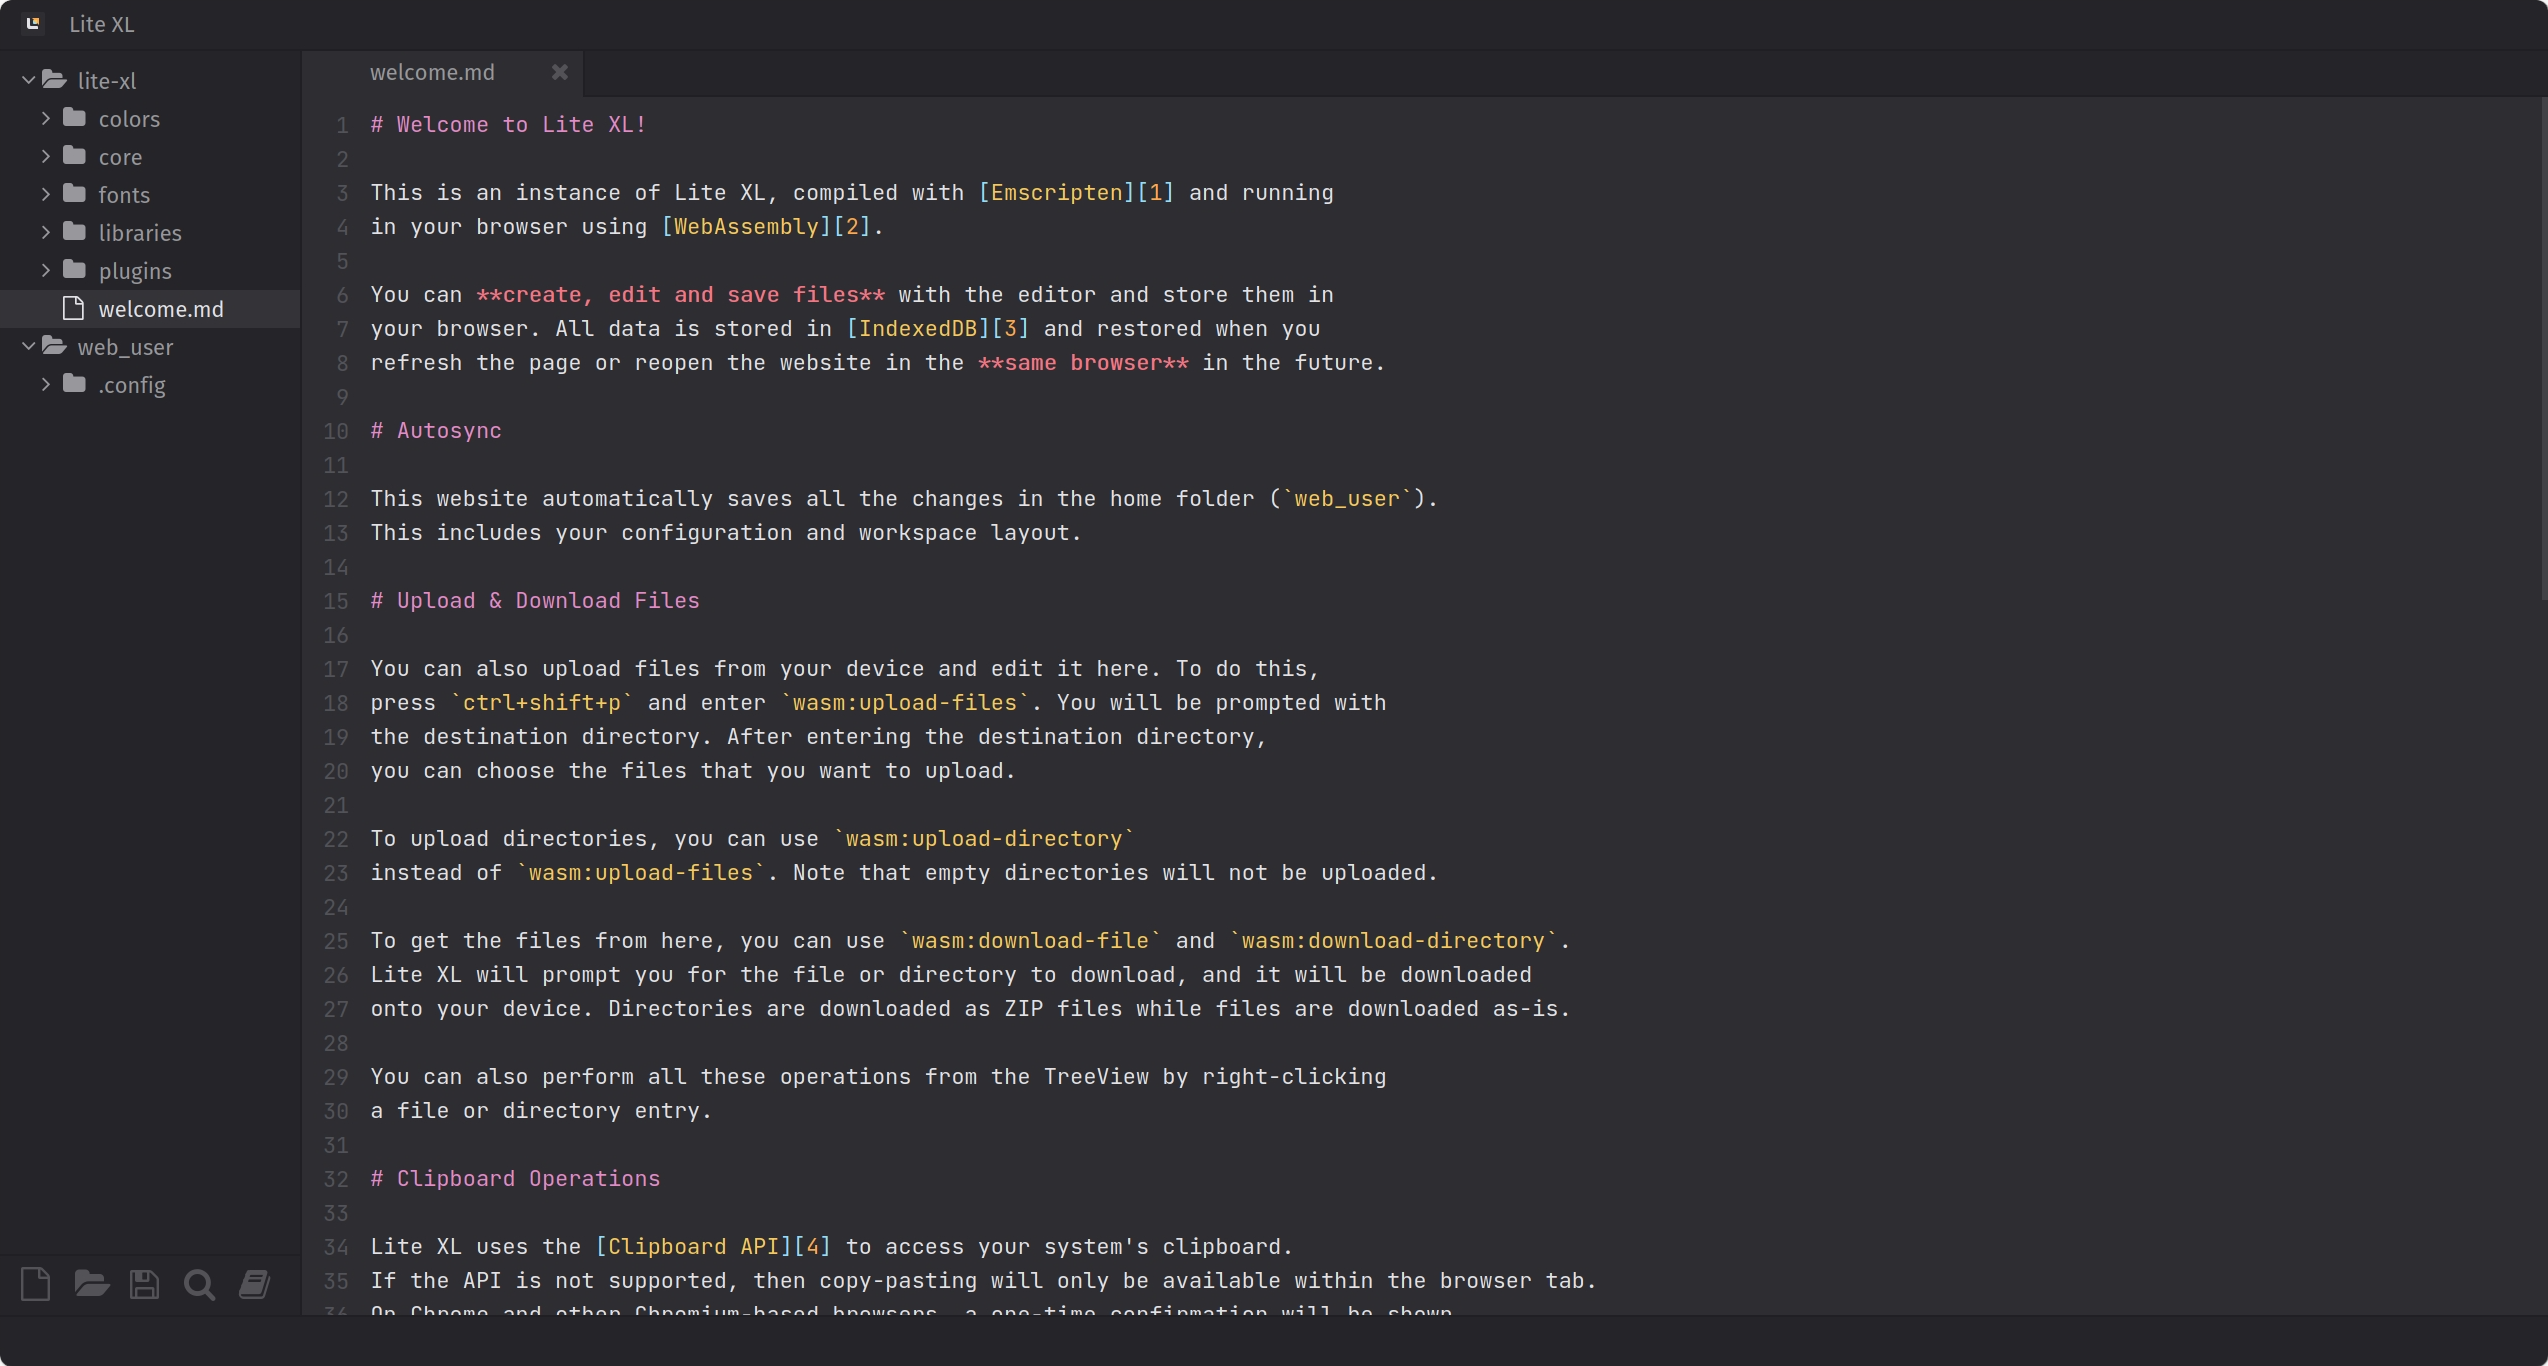 Lite XL
lite-xl
colors
core
fonts
libraries
plugins
welcome.md
web_user
.config
welcome.md
1 # Welcome to Lite XL!
2
3 This is an instance of Lite XL, compiled with [Emscripten][1] and running
4 in your browser using [WebAssembly][2].
5
6 You can **create, edit and save files** with the editor and store them in
7 your browser. All data is stored in [IndexedDB][3] and restored when you
8 refresh the page or reopen the website in the **same browser** in the future.
9
10 # Autosync
11
12 This website automatically saves all the changes in the home folder (`web_user`).
13 This includes your configuration and workspace layout.
14
15 # Upload & Download Files
16
17 You can also upload files from your device and edit it here. To do this,
18 press `ctrl+shift+p` and enter `wasm:upload-files`. You will be prompted with
19 the destination directory. After entering the destination directory,
20 you can choose the files that you want to upload.
21
22 To upload directories, you can use `wasm:upload-directory`
23 instead of `wasm:upload-files`. Note that empty directories will not be uploaded.
24
25 To get the files from here, you can use `wasm:download-file` and `wasm:download-directory`.
26 Lite XL will prompt you for the file or directory to download, and it will be downloaded
27 onto your device. Directories are downloaded as ZIP files while files are downloaded as-is.
28
29 You can also perform all these operations from the TreeView by right-clicking
30 a file or directory entry.
31
32 # Clipboard Operations
33
34 Lite XL uses the [Clipboard API][4] to access your system's clipboard.
35 If the API is not supported, then copy-pasting will only be available within the browser tab.
36 On Chrome and other Chromium-based browsers, a one-time confirmation will be shown